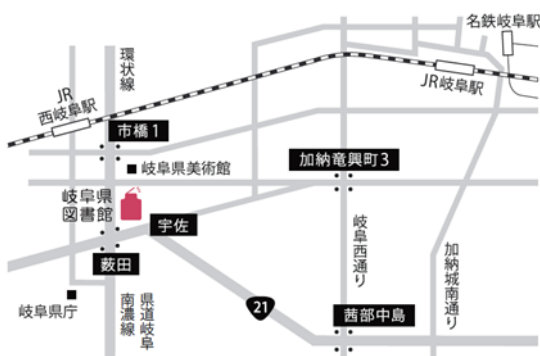 名鉄岐阜駅
環状線
JR
西岐阜駅
JR岐阜駅
市橋1
岐阜県美術館
加納竜興町3
岐阜県
図書館
宇佐
岐阜西通り
加納城南通り
薮田
岐阜県庁
県道岐阜
南濃線
21
茜部中島